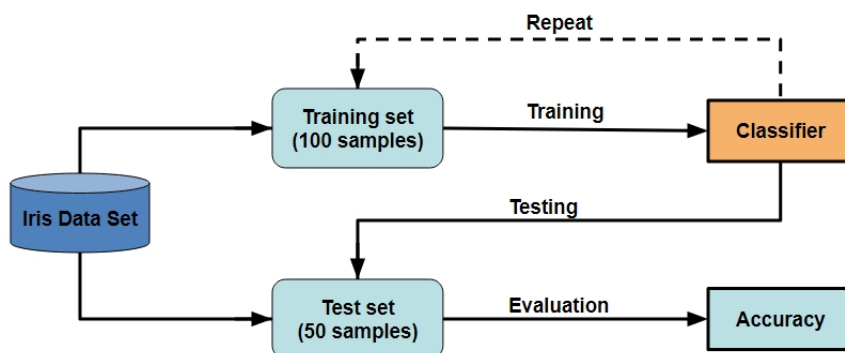 Repeat
Training set
(100 samples)
Training
Classifier
Iris Data Set
Testing
Test set
(50 samples)
Evaluation
Accuracy